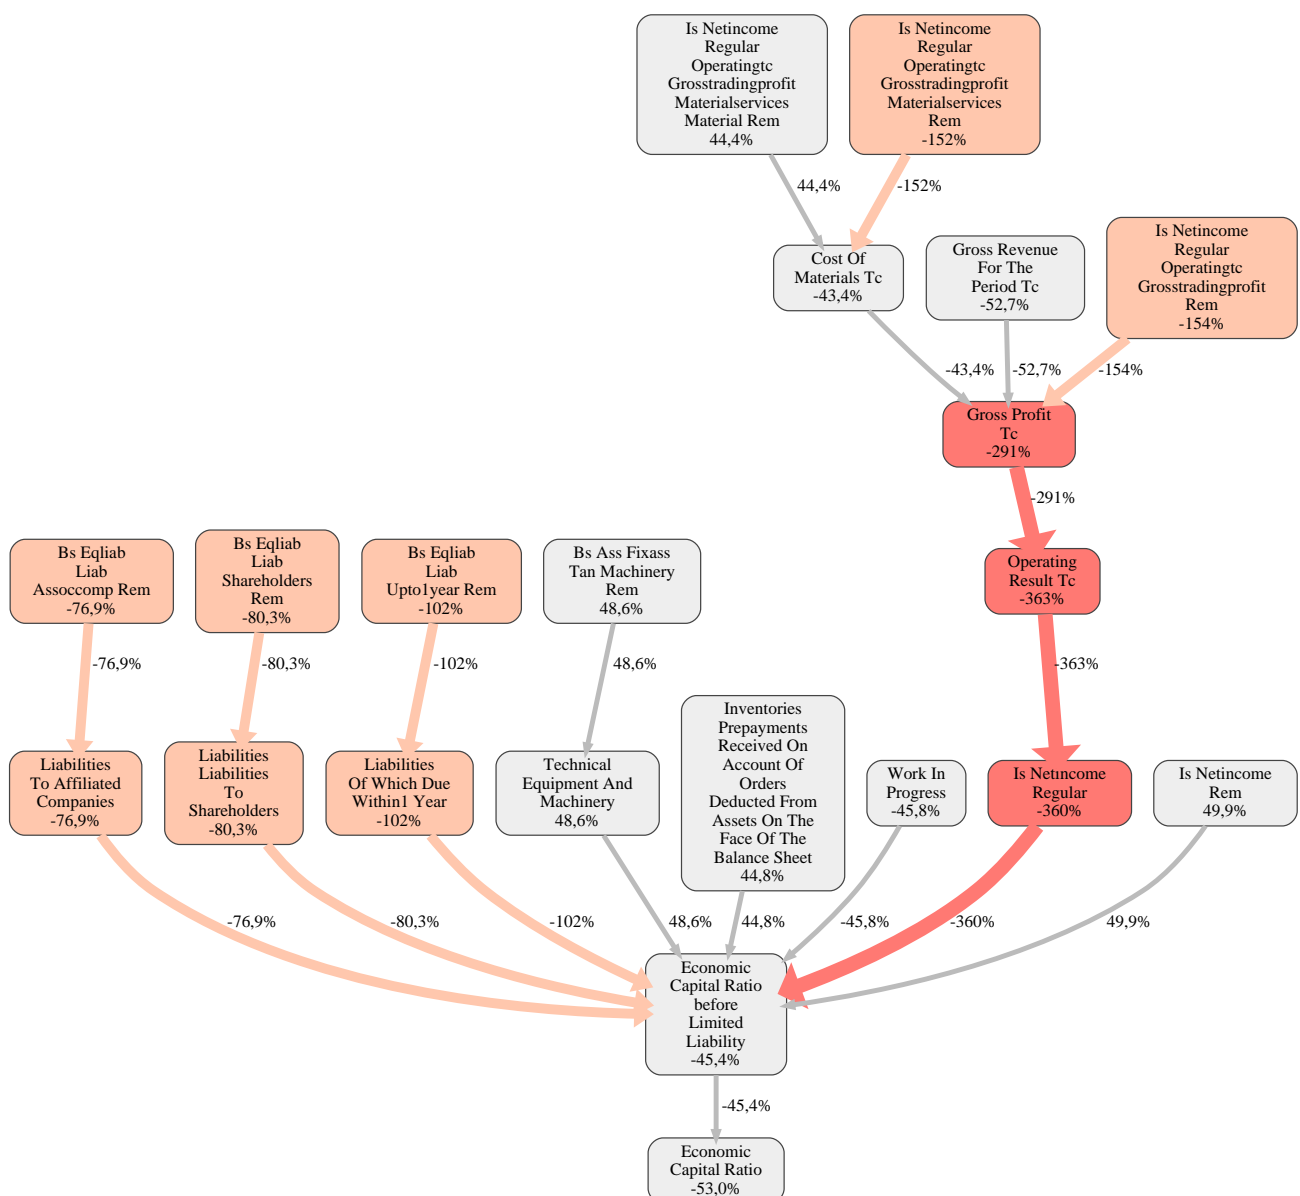 Is Netincome
Regular
Operatingtc
Grosstradingprofit
Materialservices
Material Rem
44,4%
Is Netincome
Regular
Operatingtc
Grosstradingprofit
Materialservices
Rem
-152%
44,4%
-152%
Cost Of
Materials Tc
-43,4%
Gross Revenue
For The
Period Tc
-52,7%
Is Netincome
Regular
Operatingtc
Grosstradingprofit
Rem
-154%
-43,4%
-52,7%
-154%
Gross Profit
Tc
-291%
-291%
Bs Eqliab
Liab
Assoccomp Rem
-76,9%
Bs Eqliab
Liab
Shareholders
Rem
-80,3%
Bs Eqliab
Liab
Upto1year Rem
-102%
Bs Ass Fixass
Tan Machinery
Rem
48,6%
Operating
Result Tc
-363%
-76,9%
-80,3%
-102%
48,6%
-363%
Liabilities
To Affiliated
Companies
-76,9%
Liabilities
Liabilities
To
Shareholders
-80,3%
Liabilities
Of Which Due
Within1 Year
-102%
Technical
Equipment And
Machinery
48,6%
Inventories
Prepayments
Received On
Account Of
Orders
Deducted From
Assets On The
Face Of The
Balance Sheet
44,8%
Work In
Progress
-45,8%
Is Netincome
Regular
-360%
Is Netincome
Rem
49,9%
-76,9%
-80,3%
-102%
48,6%
44,8%
-45,8%
-360%
49,9%
Economic
Capital Ratio
before
Limited
Liability
-45,4%
-45,4%
Economic
Capital Ratio
-53,0%